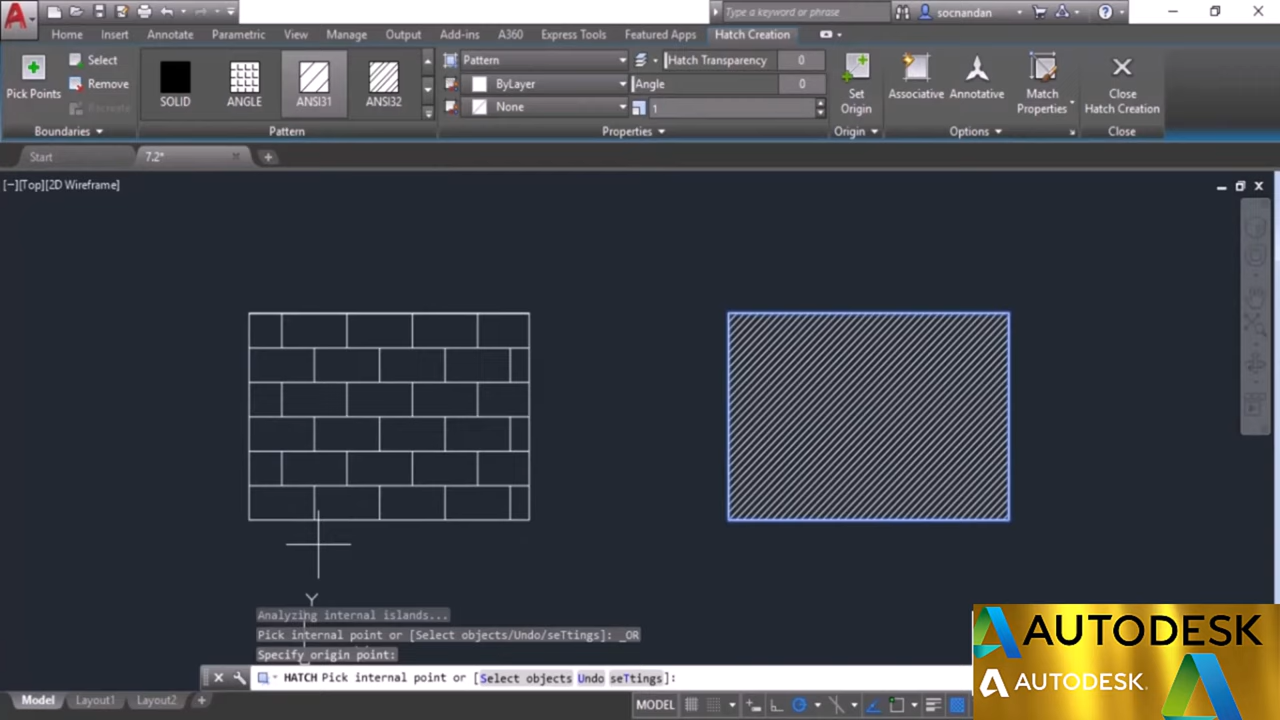 Type a keyword or phrase
socnandan
Home Insert Annotate Parametric View Manage Output Add-ins A360 Express Tools Featured Apps Hatch Creation
Pick Points
Select
Remove
Recreate
Boundaries
SOLID
ANGLE
ANSI31
ANSI32
Pattern
Pattern
ByLayer
None
Hatch Transparency 0
Angle 0
1
Properties
Set Origin
Origin
Associative
Annotative
Match Properties
Options
Close Hatch Creation
Close
Start
7.2*
[−][Top][2D Wireframe]
Y
Analyzing internal islands...
Pick internal point or [Select objects/Undo/seTtings]: _OR
Specify origin point:
HATCH Pick internal point or [Select objects Undo seTtings]:
Model Layout1 Layout2
MODEL
AUTODESK
AUTODESK.